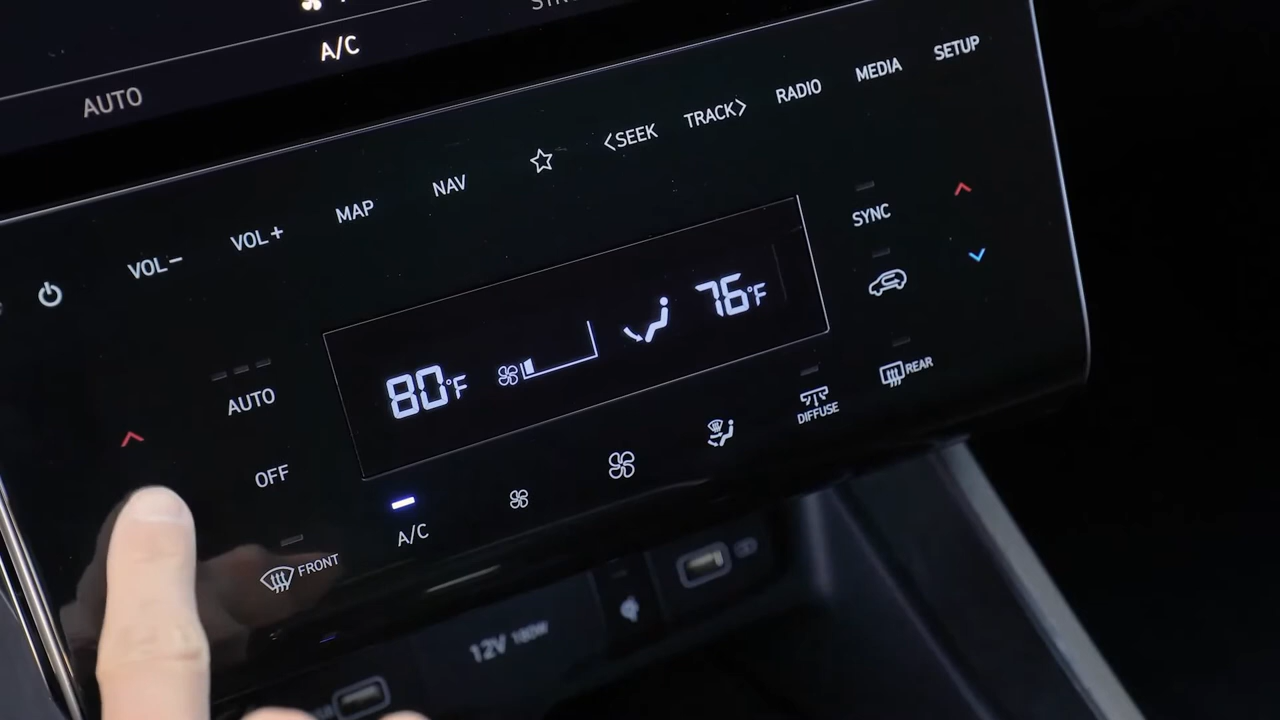 A/C
AUTO
VOL−
VOL+
MAP
NAV
<SEEK
TRACK>
RADIO
MEDIA
SETUP
SYNC
AUTO
80°F
76°F
OFF
A/C
DIFFUSE
REAR
FRONT
12V 180W